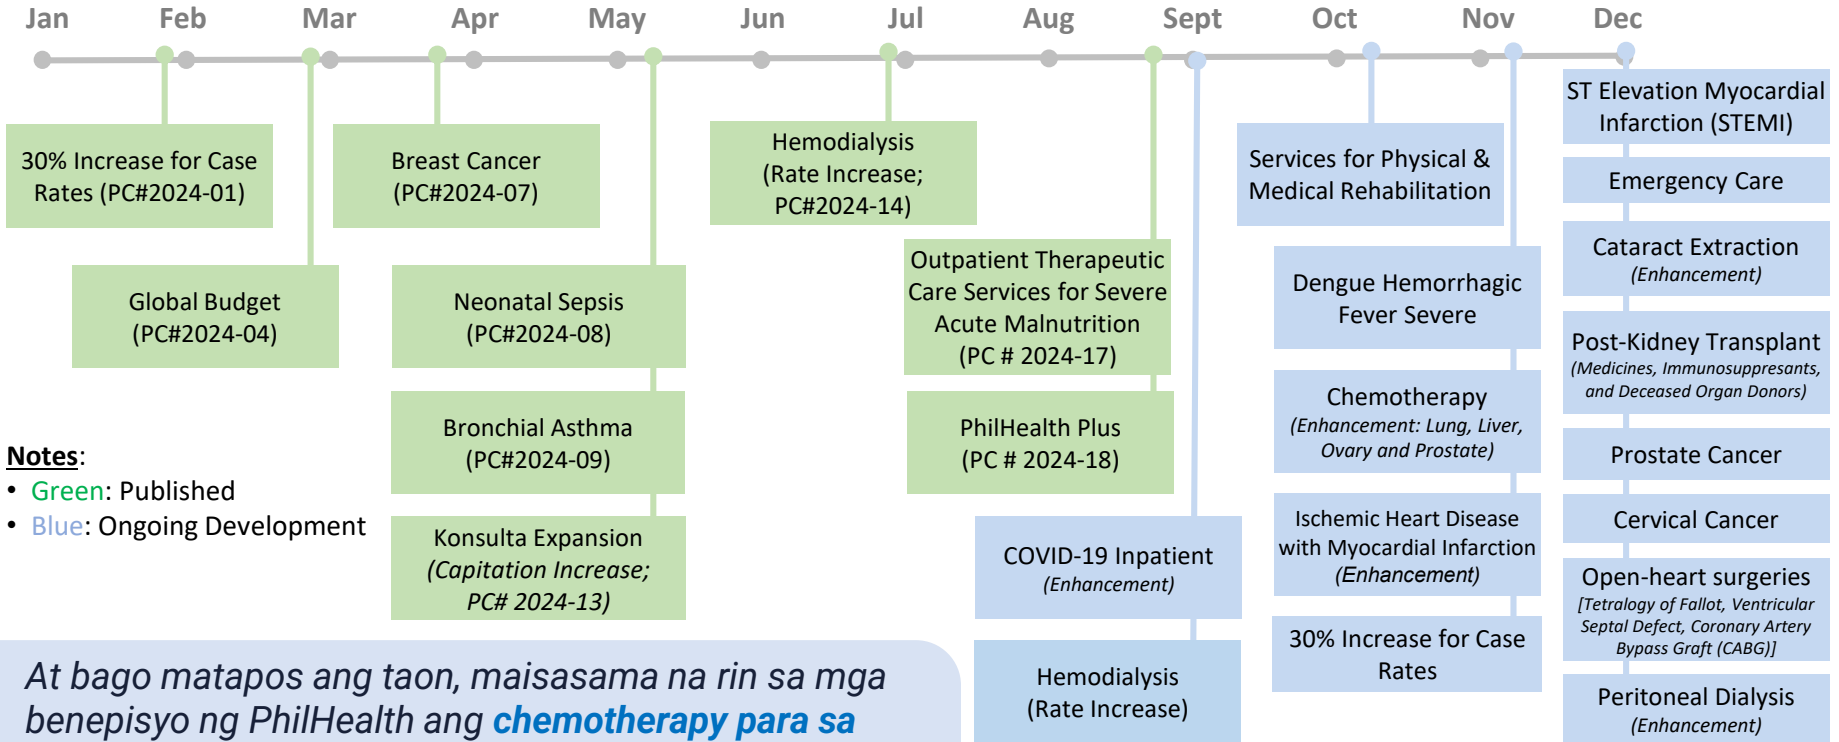 Jan Feb Mar Apr May Jun Jul Aug Sept Oct Nov Dec
30% Increase for Case
Rates (PC#2024-01)
Global Budget
(PC#2024-04)
Breast Cancer
(PC#2024-07)
Neonatal Sepsis
(PC#2024-08)
Bronchial Asthma
(PC#2024-09)
Konsulta Expansion
(Capitation Increase;
PC# 2024-13)
Hemodialysis
(Rate Increase;
PC#2024-14)
Outpatient Therapeutic
Care Services for Severe
Acute Malnutrition
(PC # 2024-17)
PhilHealth Plus
(PC # 2024-18)
COVID-19 Inpatient
(Enhancement)
Hemodialysis
(Rate Increase)
Services for Physical &
Medical Rehabilitation
Dengue Hemorrhagic
Fever Severe
Chemotherapy
(Enhancement: Lung, Liver,
Ovary and Prostate)
Ischemic Heart Disease
with Myocardial Infarction
(Enhancement)
30% Increase for Case
Rates
ST Elevation Myocardial
Infarction (STEMI)
Emergency Care
Cataract Extraction
(Enhancement)
Post-Kidney Transplant
(Medicines, Immunosuppresants,
and Deceased Organ Donors)
Prostate Cancer
Cervical Cancer
Open-heart surgeries
[Tetralogy of Fallot, Ventricular
Septal Defect, Coronary Artery
Bypass Graft (CABG)]
Peritoneal Dialysis
(Enhancement)
Notes:
• Green: Published
• Blue: Ongoing Development
At bago matapos ang taon, maisasama na rin sa mga
benepisyo ng PhilHealth ang chemotherapy para sa